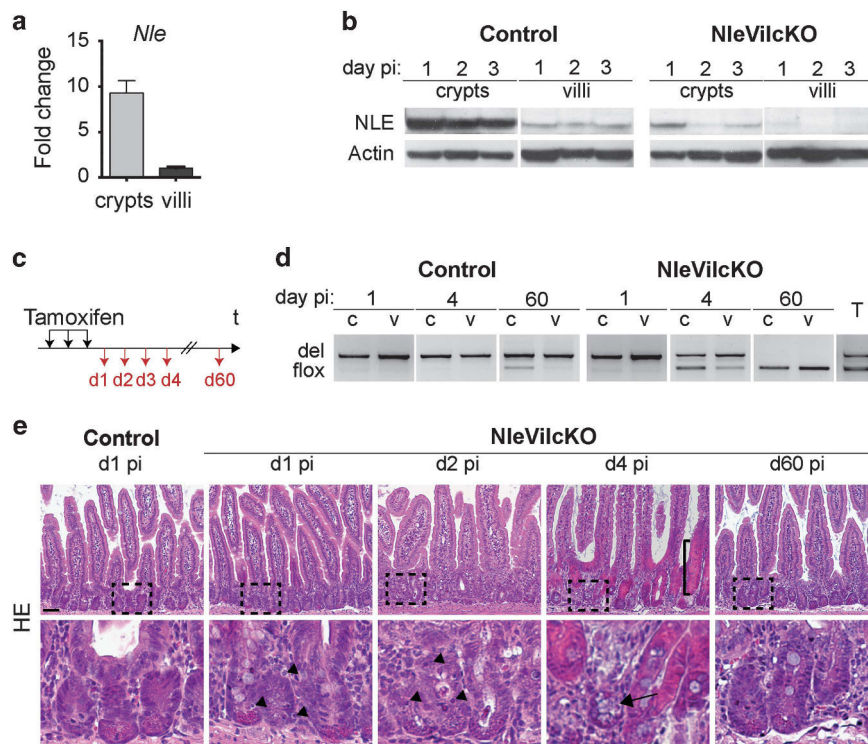 a
Nle
Fold change
15
10
5
0
crypts villi
b
Control NleVilcKO
day pi: 1 2 3 1 2 3 1 2 3 1 2 3
crypts villi crypts villi
NLE
Actin
c
Tamoxifen t
d1 d2 d3 d4 d60
d
Control NleVilcKO
day pi: 1 4 60 1 4 60 T
c v c v c v c v c v c v
del
flox
e
Control NleVilcKO
d1 pi d1 pi d2 pi d4 pi d60 pi
HE